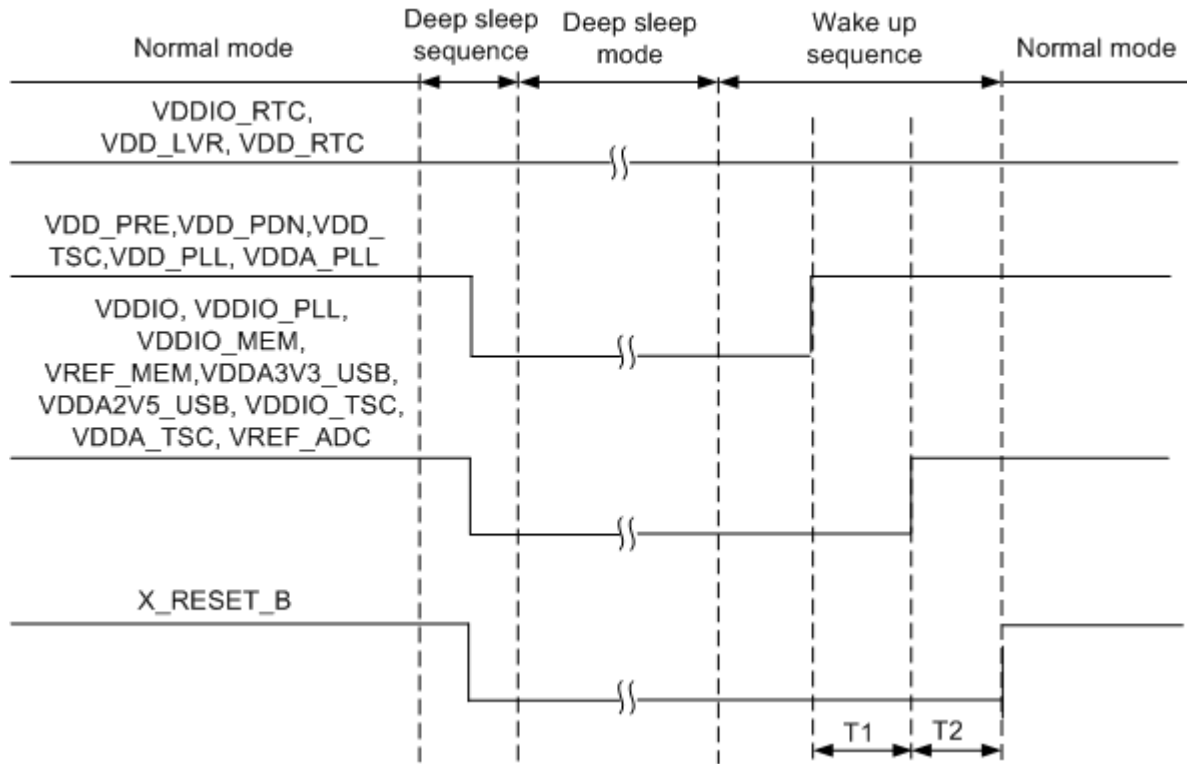 Normal mode
Deep sleep
sequence
Deep sleep
mode
Wake up
sequence
Normal mode
VDDIO_RTC,
VDD_LVR, VDD_RTC
VDD_PRE,VDD_PDN,VDD_
TSC,VDD_PLL, VDDA_PLL
VDDIO, VDDIO_PLL,
VDDIO_MEM,
VREF_MEM,VDDA3V3_USB,
VDDA2V5_USB, VDDIO_TSC,
VDDA_TSC, VREF_ADC
X_RESET_B
T1
T2